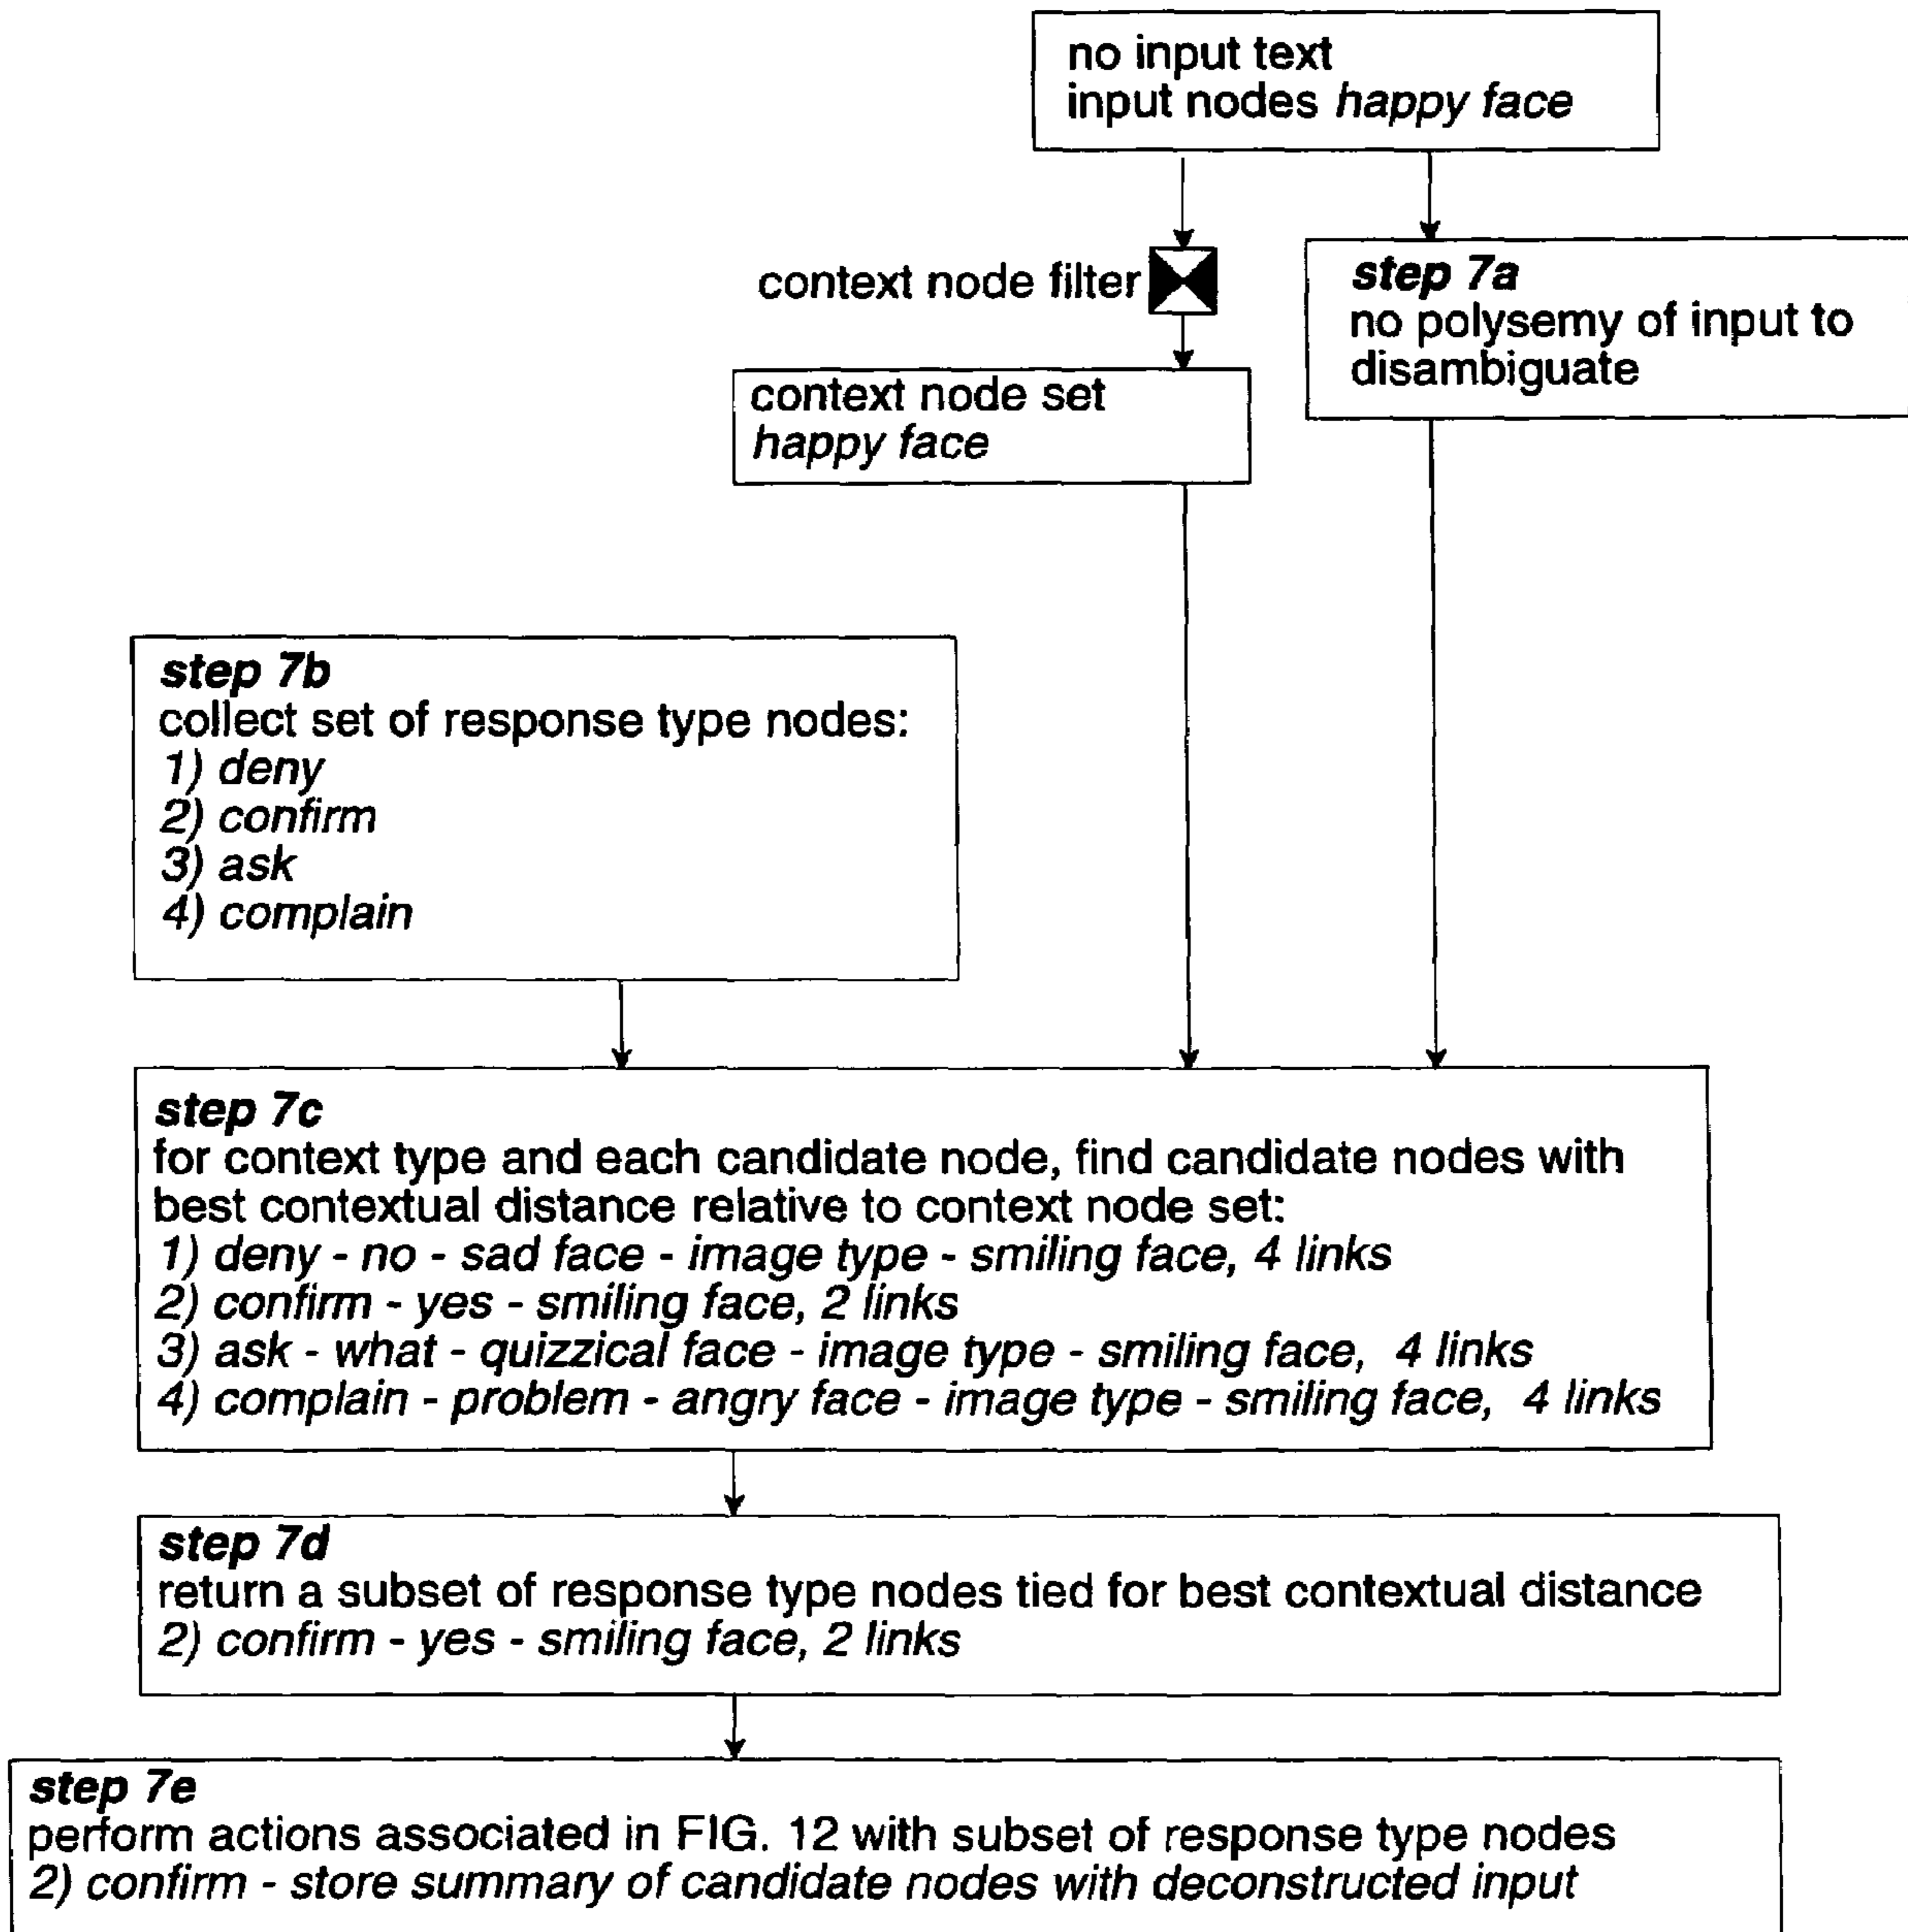 no input text
input nodes happy face
context node filter
step 7a
no polysemy of input to
disambiguate
context node set
happy face
step 7b
collect set of response type nodes:
1) deny
2) confirm
3) ask
4) complain
step 7c
for context type and each candidate node, find candidate nodes with
best contextual distance relative to context node set:
1) deny - no - sad face - image type - smiling face, 4 links
2) confirm - yes - smiling face, 2 links
3) ask - what - quizzical face - image type - smiling face, 4 links
4) complain - problem - angry face - image type - smiling face, 4 links
step 7d
return a subset of response type nodes tied for best contextual distance
2) confirm - yes - smiling face, 2 links
step 7e
perform actions associated in FIG. 12 with subset of response type nodes
2) confirm - store summary of candidate nodes with deconstructed input